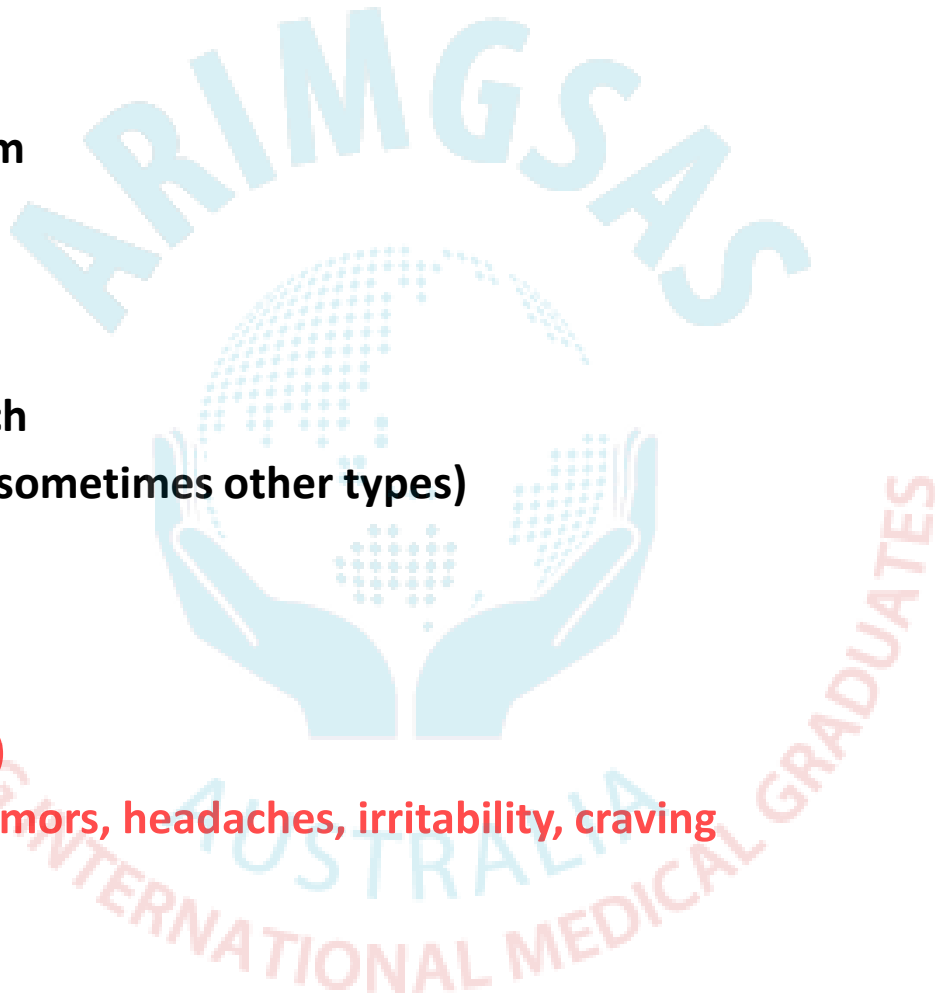 ARIMGSAS
m
ch
sometimes other types)
)
mors, headaches, irritability, craving
AUSTRALIA
G INTERNATIONAL MEDICAL GRADUATES